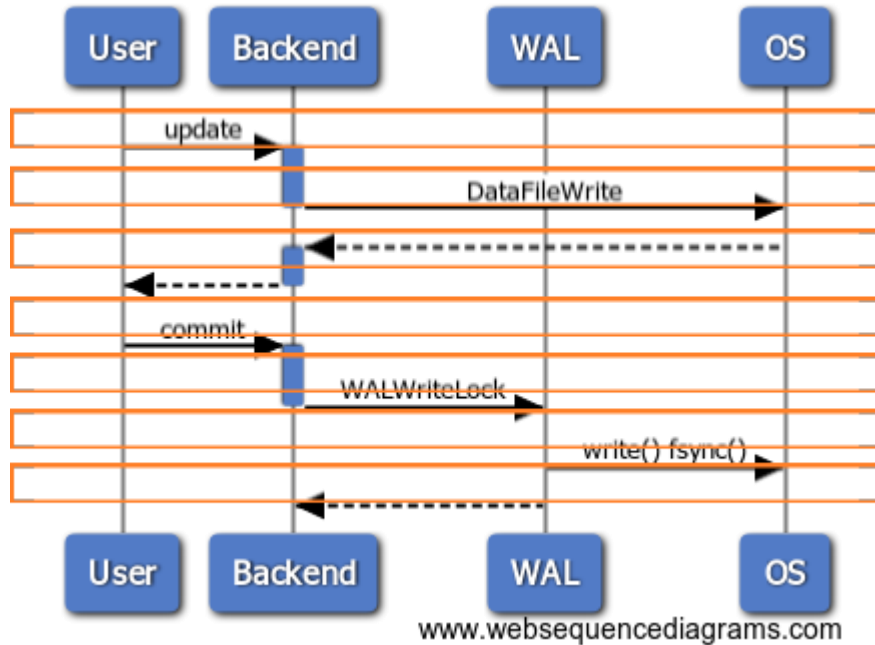 User Backend WAL OS
update
DataFileWrite
commit
WALWriteLock
write() fsync()
User Backend WAL OS
www.websequencediagrams.com